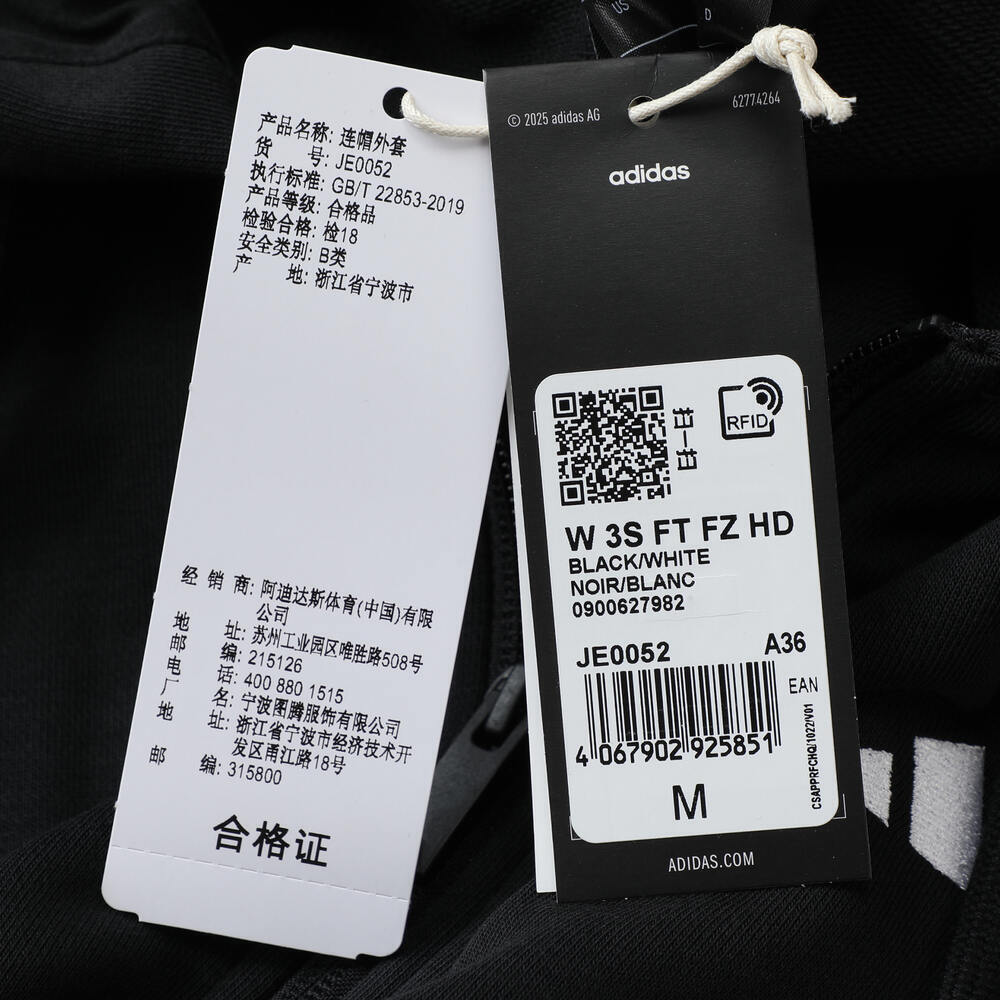 产品名称: 连帽外套
货 号: JE0052
执行标准: GB/T 22853-2019
产品等级: 合格品
检验合格: 检18
安全类别: B类
产 地: 浙江省宁波市
经 销 商: 阿迪达斯体育(中国)有限
公司
地 址: 苏州工业园区唯胜路508号
邮 编: 215126
电 话: 400 880 1515
厂 名: 宁波图腾服饰有限公司
地 址: 浙江省宁波市经济技术开
发区甬江路18号
邮 编: 315800
合格证
US
D
© 2025 adidas AG
62774264
adidas
扫一扫
RFID
W 3S FT FZ HD
BLACK/WHITE
NOIR/BLANC
0900627982
JE0052 A36
EAN
4 067902 925851
CSAPPRFCHQ/1022/V01
M
ADIDAS.COM